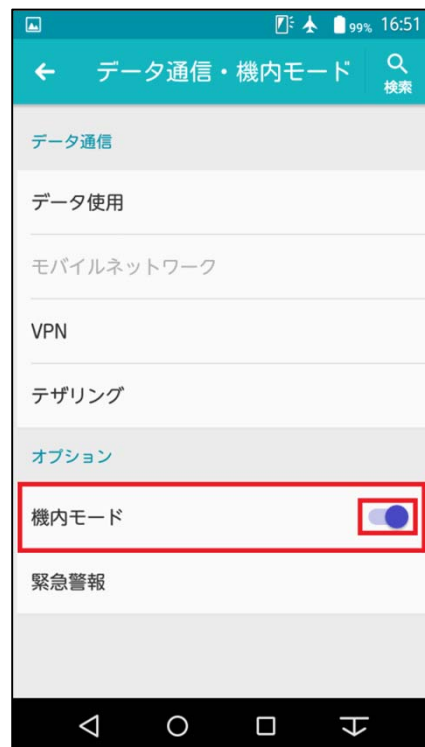 99% 16:51
データ通信・機内モード
検索
データ通信
データ使用
モバイルネットワーク
VPN
テザリング
オプション
機内モード
緊急警報